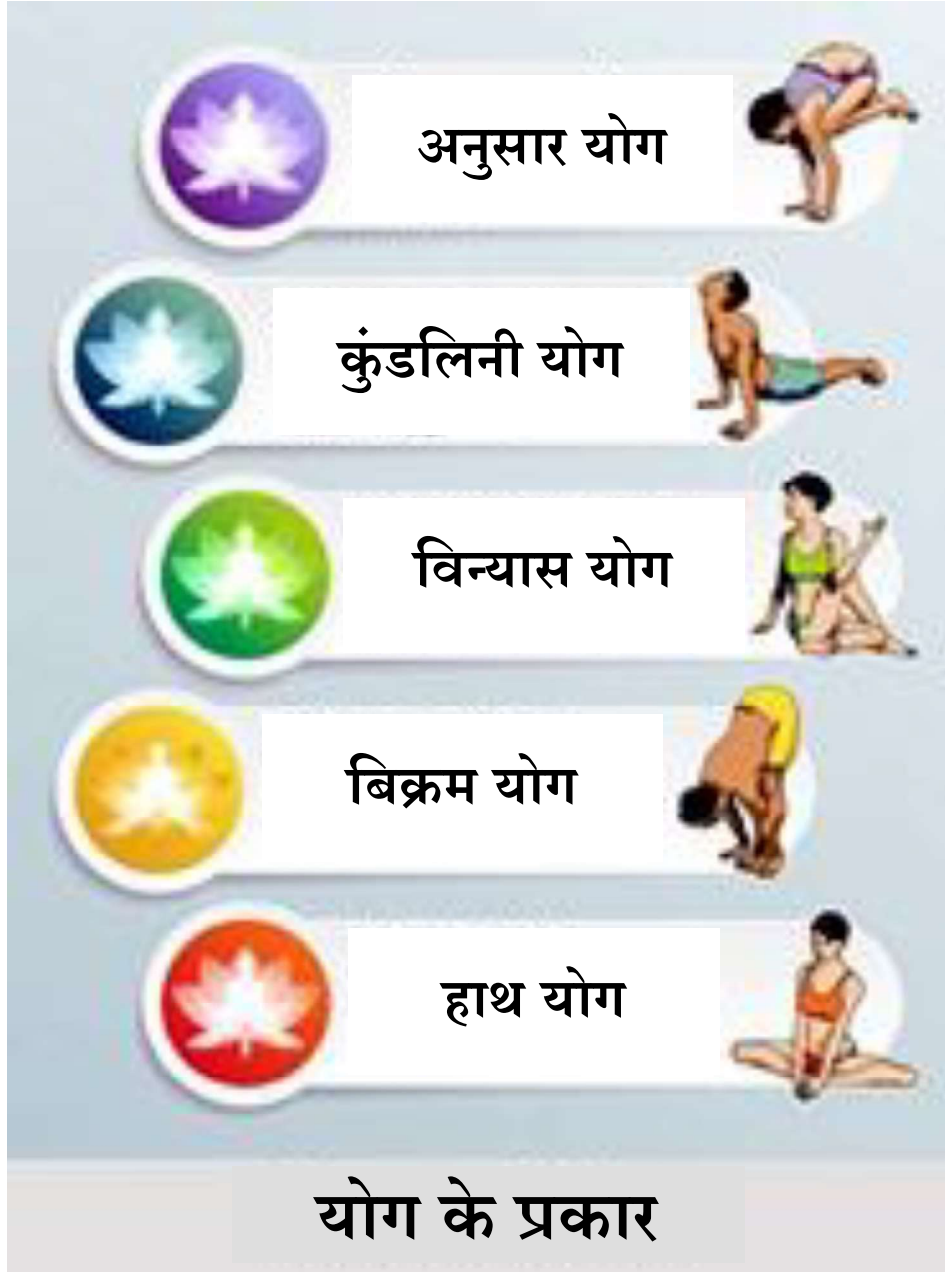 अनुसार योग
कुंडलिनी योग
विन्यास योग
बिक्रम योग
हाथ योग
योग के प्रकार